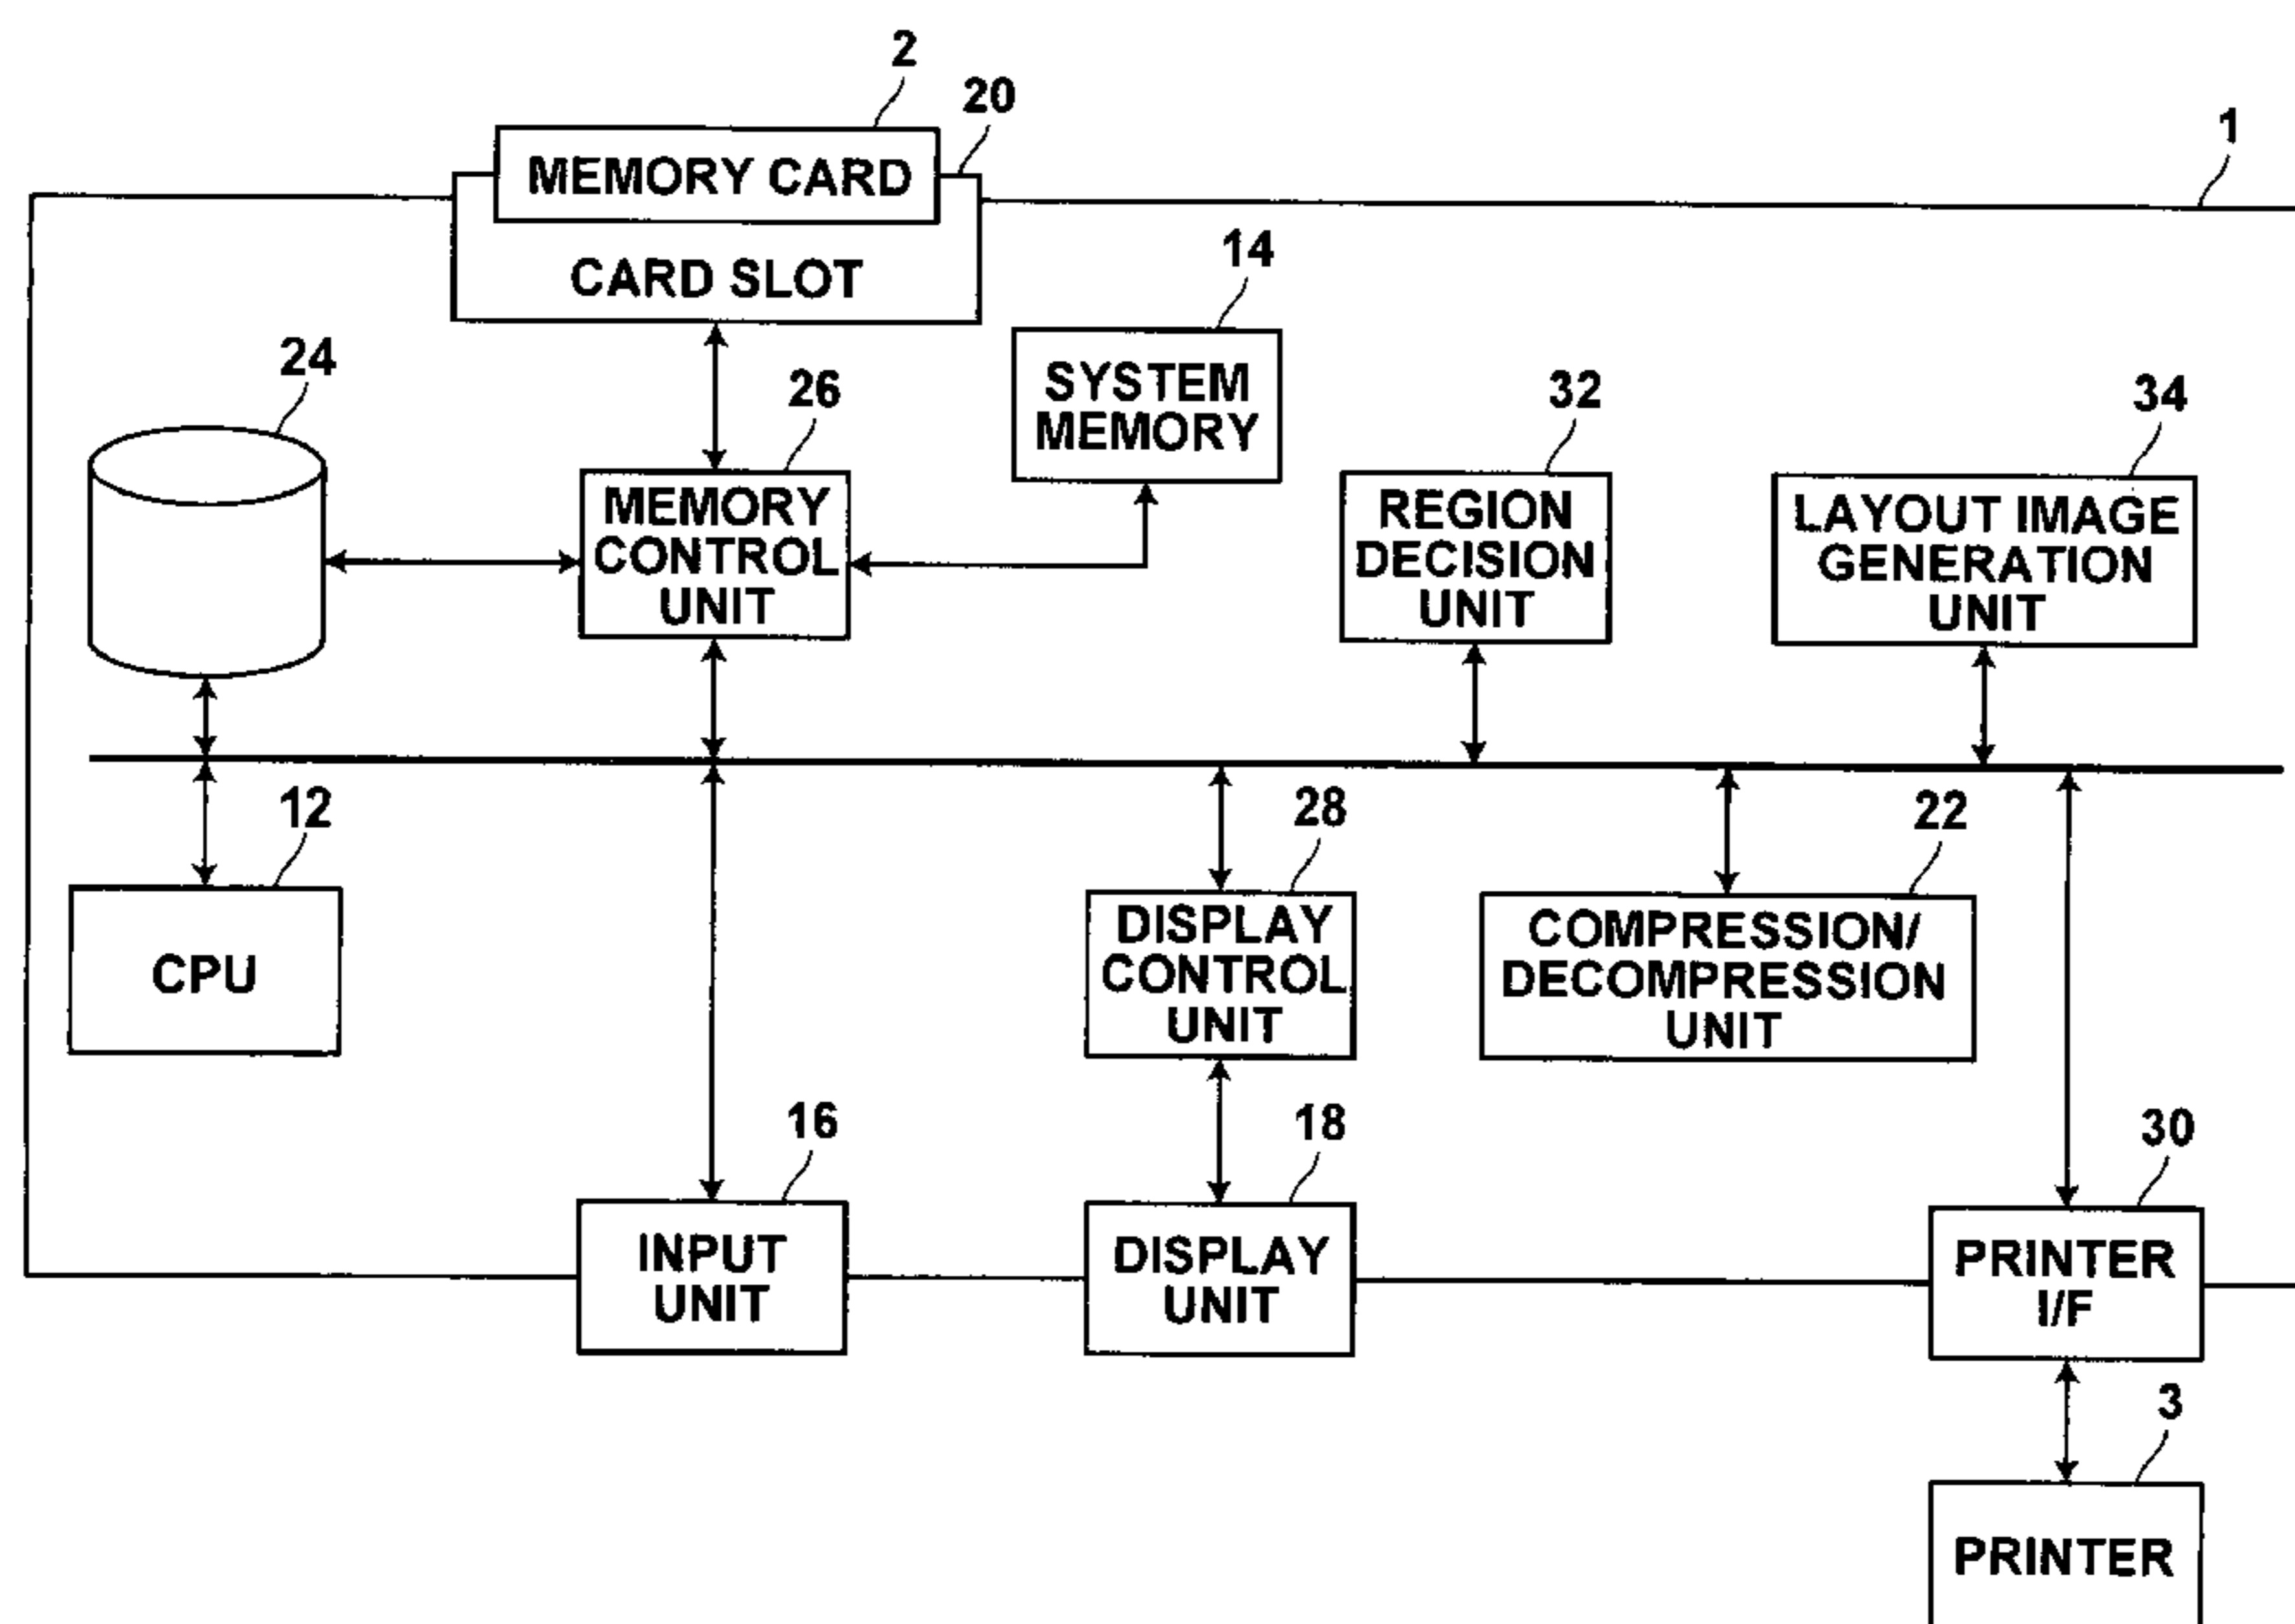 2
20
1
MEMORY CARD
CARD SLOT
14
24
26
SYSTEM
MEMORY
32
34
MEMORY
CONTROL
UNIT
REGION
DECISION
UNIT
LAYOUT IMAGE
GENERATION
UNIT
12
28
22
CPU
DISPLAY
CONTROL
UNIT
COMPRESSION/
DECOMPRESSION
UNIT
16
18
30
INPUT
UNIT
DISPLAY
UNIT
PRINTER
I/F
3
PRINTER